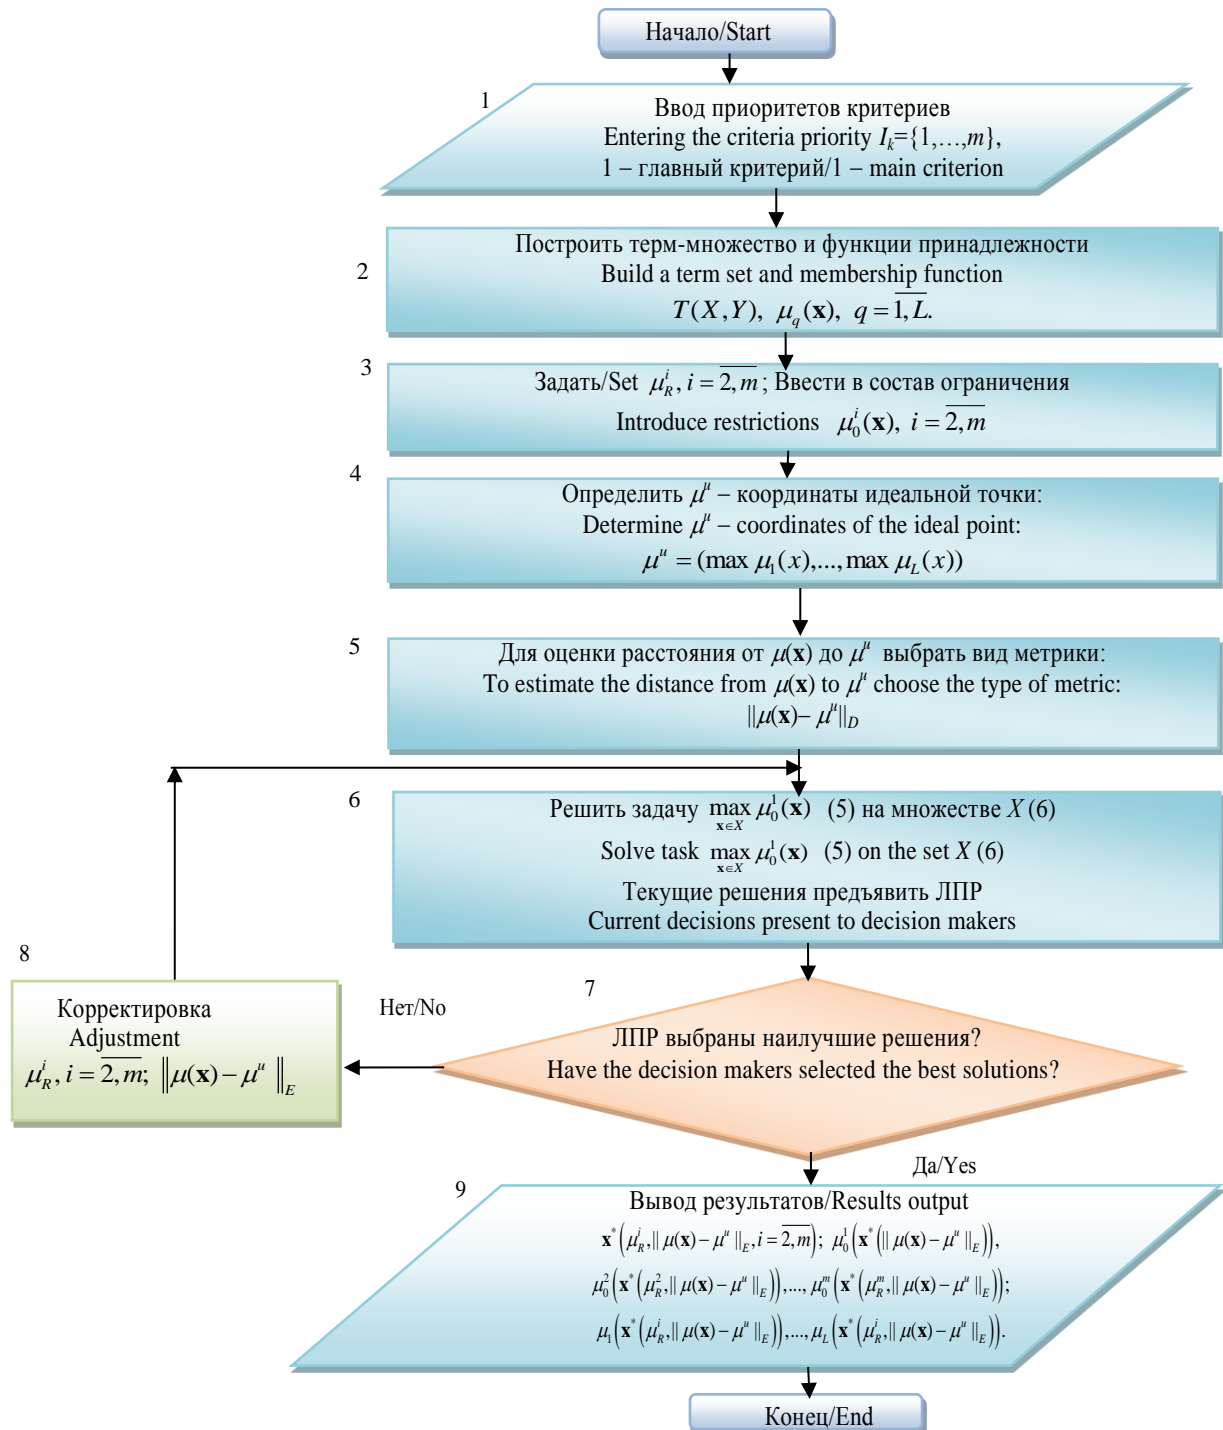 Начало/Start
1
Ввод приоритетов критериев
Entering the criteria priority I_k={1,…,m},
1 – главный критерий/1 – main criterion
2
Построить терм-множество и функции принадлежности
Build a term set and membership function
T(X,Y), μ_q(𝐱), q = \overline{1,L}.
3
Задать/Set μ_R^i, i = \overline{2,m}; Ввести в состав ограничения
Introduce restrictions μ_0^i(𝐱), i = \overline{2,m}
4
Определить μ^u – координаты идеальной точки:
Determine μ^u – coordinates of the ideal point:
μ^u = (max μ_1(x),..., max μ_L(x))
5
Для оценки расстояния от μ(𝐱) до μ^u выбрать вид метрики:
To estimate the distance from μ(𝐱) to μ^u choose the type of metric:
||μ(𝐱)– μ^u||_D
6
Решить задачу max_{𝐱∈X} μ_0^1(𝐱) (5) на множестве X (6)
Solve task max_{𝐱∈X} μ_0^1(𝐱) (5) on the set X (6)
Текущие решения предъявить ЛПР
Current decisions present to decision makers
7
ЛПР выбраны наилучшие решения?
Have the decision makers selected the best solutions?
Нет/No
8
Корректировка
Adjustment
μ_R^i, i = \overline{2,m}; ||μ(𝐱) – μ^u||_E
Да/Yes
9
Вывод результатов/Results output
𝐱^*(μ_R^i, || μ(𝐱) – μ^u ||_E, i = \overline{2,m}); μ_0^1(𝐱^*(|| μ(𝐱) – μ^u ||_E)),
μ_0^2(𝐱^*(μ_R^2, || μ(𝐱) – μ^u ||_E)),..., μ_0^m(𝐱^*(μ_R^m, || μ(𝐱) – μ^u ||_E));
μ_1(𝐱^*(μ_R^i, || μ(𝐱) – μ^u ||_E)),..., μ_L(𝐱^*(μ_R^i, || μ(𝐱) – μ^u ||_E)).
Конец/End